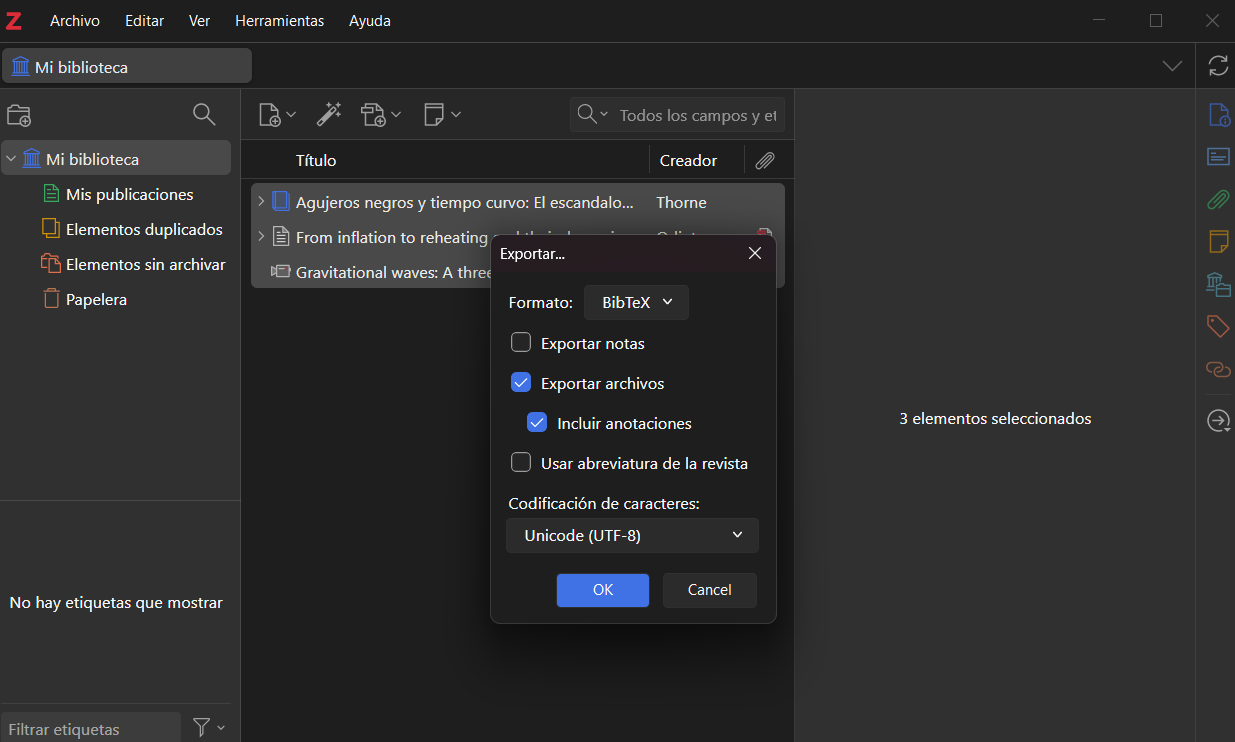 Z Archivo Editar Ver Herramientas Ayuda
Mi biblioteca
Todos los campos y et
Mi biblioteca
Mis publicaciones
Elementos duplicados
Elementos sin archivar
Papelera
Título Creador
Agujeros negros y tiempo curvo: El escandalo... Thorne
From inflation to reheating
Gravitational waves: A three
Exportar...
Formato: BibTeX
Exportar notas
Exportar archivos
Incluir anotaciones
Usar abreviatura de la revista
Codificación de caracteres:
Unicode (UTF-8)
OK Cancel
3 elementos seleccionados
No hay etiquetas que mostrar
Filtrar etiquetas